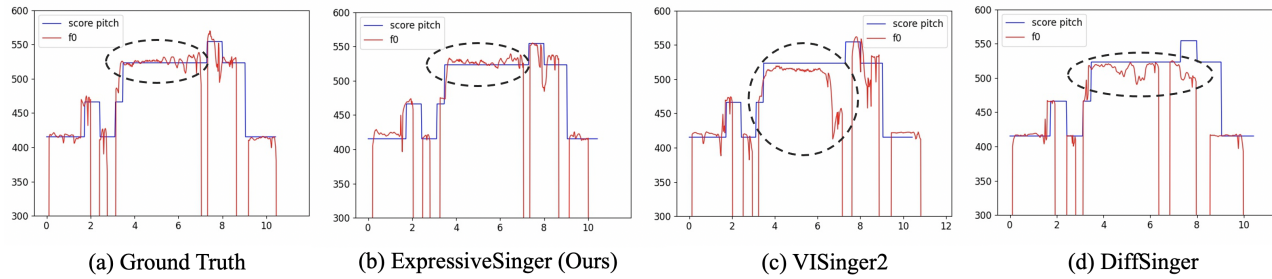 600
550
500
450
400
350
300
0 2 4 6 8 10
score pitch
f0
(a) Ground Truth
600
550
500
450
400
350
300
0 2 4 6 8 10
score pitch
f0
(b) ExpressiveSinger (Ours)
600
550
500
450
400
350
300
0 2 4 6 8 10 12
score pitch
f0
(c) VISinger2
600
550
500
450
400
350
300
0 2 4 6 8 10
score pitch
f0
(d) DiffSinger